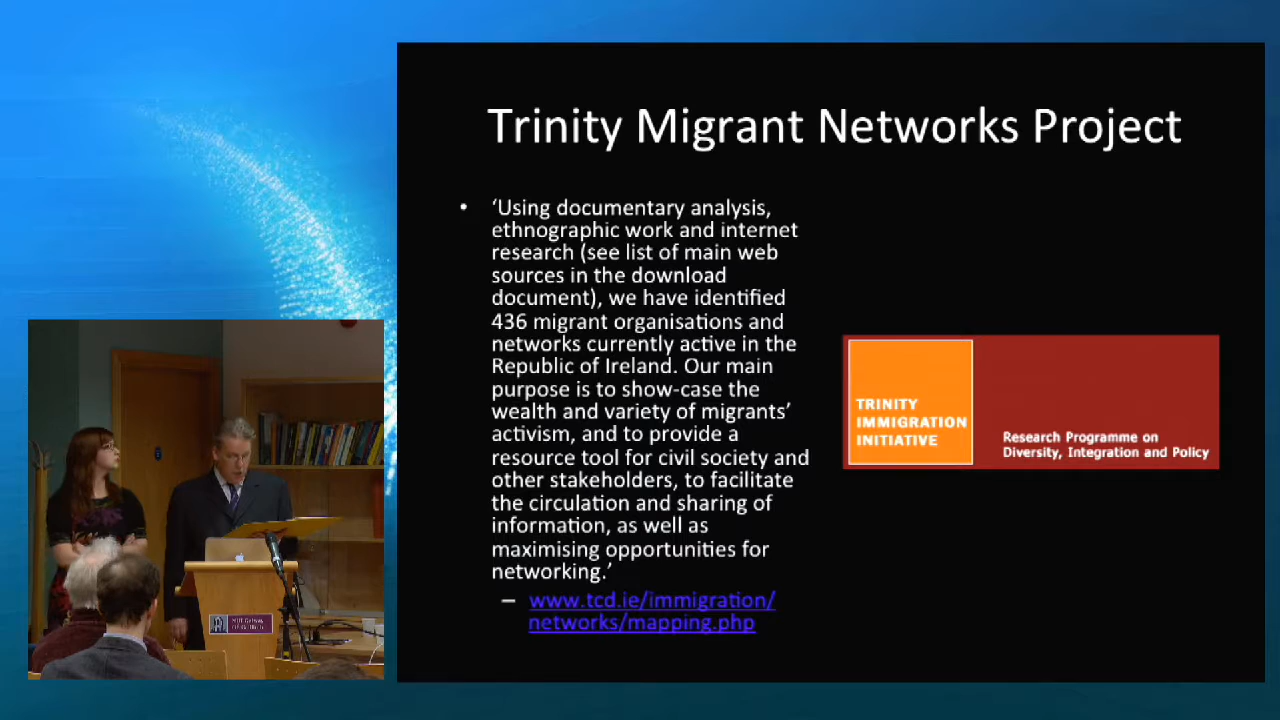 Trinity Migrant Networks Project
• ‘Using documentary analysis,
ethnographic work and internet
research (see list of main web
sources in the download
document), we have identified
436 migrant organisations and
networks currently active in the
Republic of Ireland. Our main
purpose is to show-case the
wealth and variety of migrants’
activism, and to provide a
resource tool for civil society and
other stakeholders, to facilitate
the circulation and sharing of
information, as well as
maximising opportunities for
networking.’
– www.tcd.ie/immigration/
networks/mapping.php
TRINITY
IMMIGRATION
INITIATIVE
Research Programme on
Diversity, Integration and Policy
NUI Galway
OÉ Gaillimh